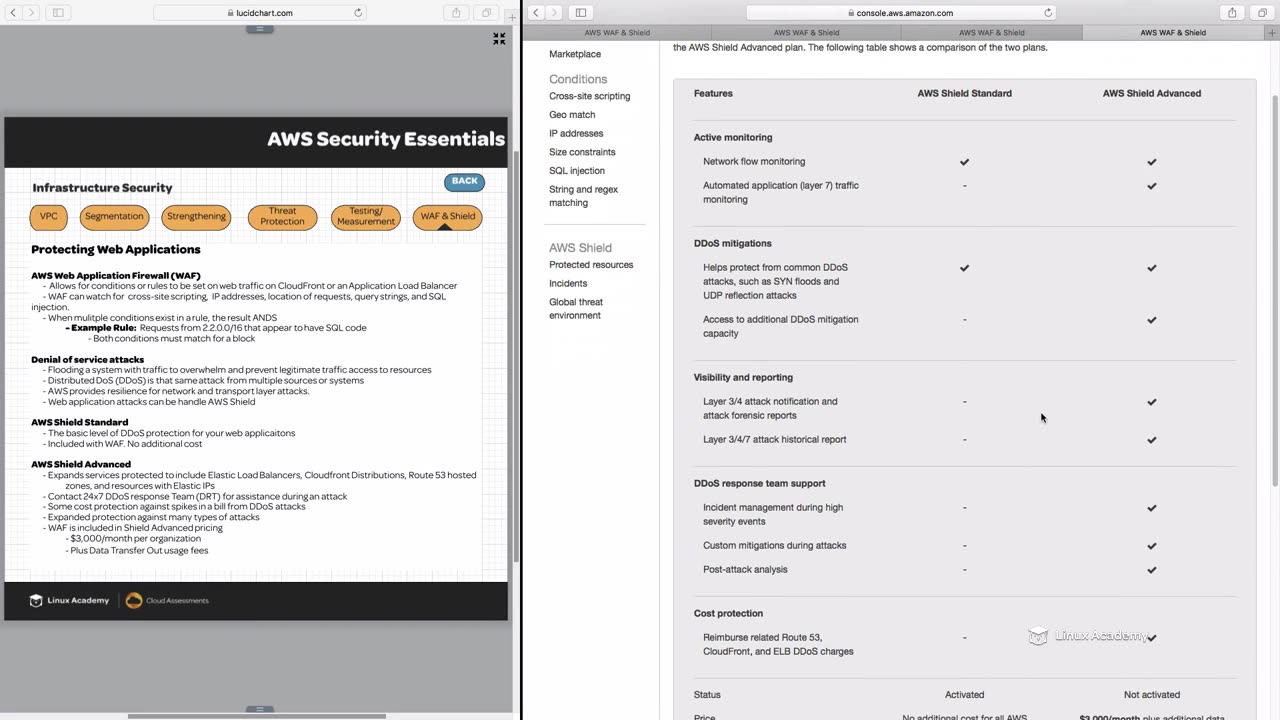 lucidchart.com
AWS Security Essentials
Infrastructure Security
BACK
VPC
Segmentation
Strengthening
Threat
Protection
Testing/
Measurement
WAF & Shield
Protecting Web Applications
AWS Web Application Firewall (WAF)
- Allows for conditions or rules to be set on web traffic on CloudFront or an Application Load Balancer
- WAF can watch for cross-site scripting, IP addresses, location of requests, query strings, and SQL
injection.
- When mulitple conditions exist in a rule, the result ANDS
- Example Rule: Requests from 2.2.0.0/16 that appear to have SQL code
- Both conditions must match for a block
Denial of service attacks
- Flooding a system with traffic to overwhelm and prevent legitimate traffic access to resources
- Distributed DoS (DDoS) is that same attack from multiple sources or systems
- AWS provides resilience for network and transport layer attacks.
- Web application attacks can be handle AWS Shield
AWS Shield Standard
- The basic level of DDoS protection for your web applicaitons
- Included with WAF. No additional cost
AWS Shield Advanced
- Expands services protected to include Elastic Load Balancers, Cloudfront Distributions, Route 53 hosted
zones, and resources with Elastic IPs
- Contact 24x7 DDoS response Team (DRT) for assistance during an attack
- Some cost protection against spikes in a bill from DDoS attacks
- Expanded protection against many types of attacks
- WAF is included in Shield Advanced pricing
- $3,000/month per organization
- Plus Data Transfer Out usage fees
Linux Academy
Cloud Assessments
console.aws.amazon.com
AWS WAF & Shield
AWS WAF & Shield
AWS WAF & Shield
AWS WAF & Shield
Marketplace
Conditions
Cross-site scripting
Geo match
IP addresses
Size constraints
SQL injection
String and regex
matching
AWS Shield
Protected resources
Incidents
Global threat
environment
the AWS Shield Advanced plan. The following table shows a comparison of the two plans.
Features AWS Shield Standard AWS Shield Advanced
Active monitoring
Network flow monitoring ✔ ✔
Automated application (layer 7) traffic
monitoring - ✔
DDoS mitigations
Helps protect from common DDoS
attacks, such as SYN floods and
UDP reflection attacks ✔ ✔
Access to additional DDoS mitigation
capacity - ✔
Visibility and reporting
Layer 3/4 attack notification and
attack forensic reports - ✔
Layer 3/4/7 attack historical report - ✔
DDoS response team support
Incident management during high
severity events - ✔
Custom mitigations during attacks - ✔
Post-attack analysis - ✔
Cost protection
Reimburse related Route 53,
CloudFront, and ELB DDoS charges - ✔
Linux Academy
Status Activated Not activated
Price No additional cost for all AWS $3,000/month plus additional data